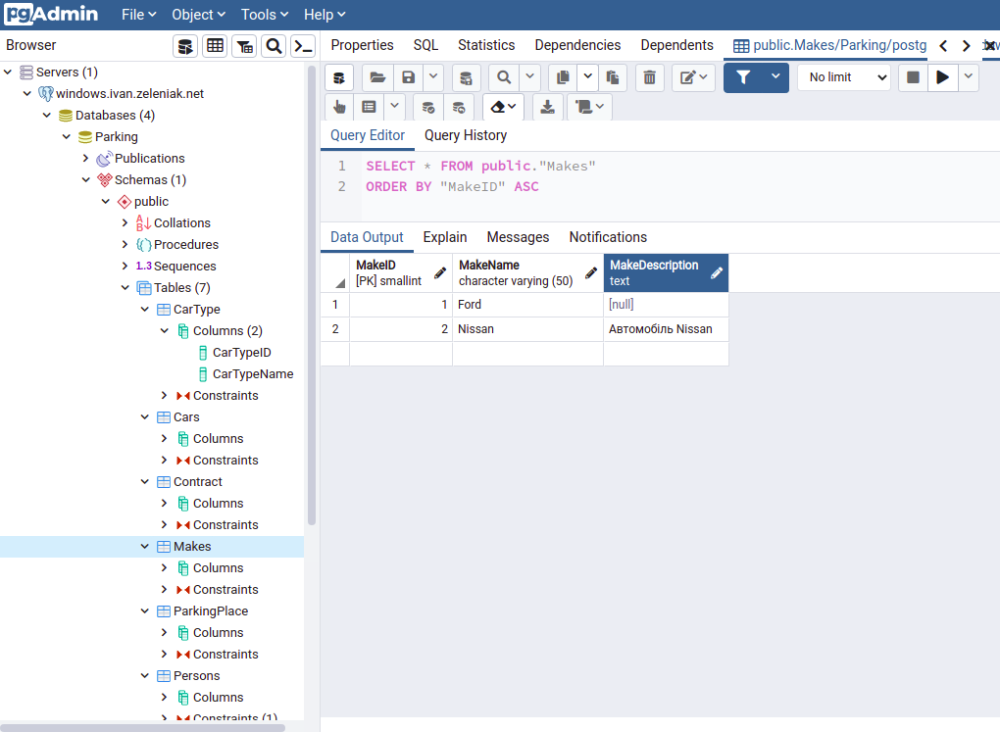 pgAdmin File Object Tools Help
Browser
Properties SQL Statistics Dependencies Dependents public.Makes/Parking/postg
Servers (1)
windows.ivan.zeleniak.net
Databases (4)
Parking
Publications
Schemas (1)
public
Collations
Procedures
1..3 Sequences
Tables (7)
CarType
Columns (2)
CarTypeID
CarTypeName
Constraints
Cars
Columns
Constraints
Contract
Columns
Constraints
Makes
Columns
Constraints
ParkingPlace
Columns
Constraints
Persons
Columns
Constraints (1)
No limit
Query Editor Query History
1 SELECT * FROM public."Makes"
2 ORDER BY "MakeID" ASC
Data Output Explain Messages Notifications
MakeID MakeName MakeDescription
[PK] smallint character varying (50) text
1 1 Ford [null]
2 2 Nissan Автомобіль Nissan